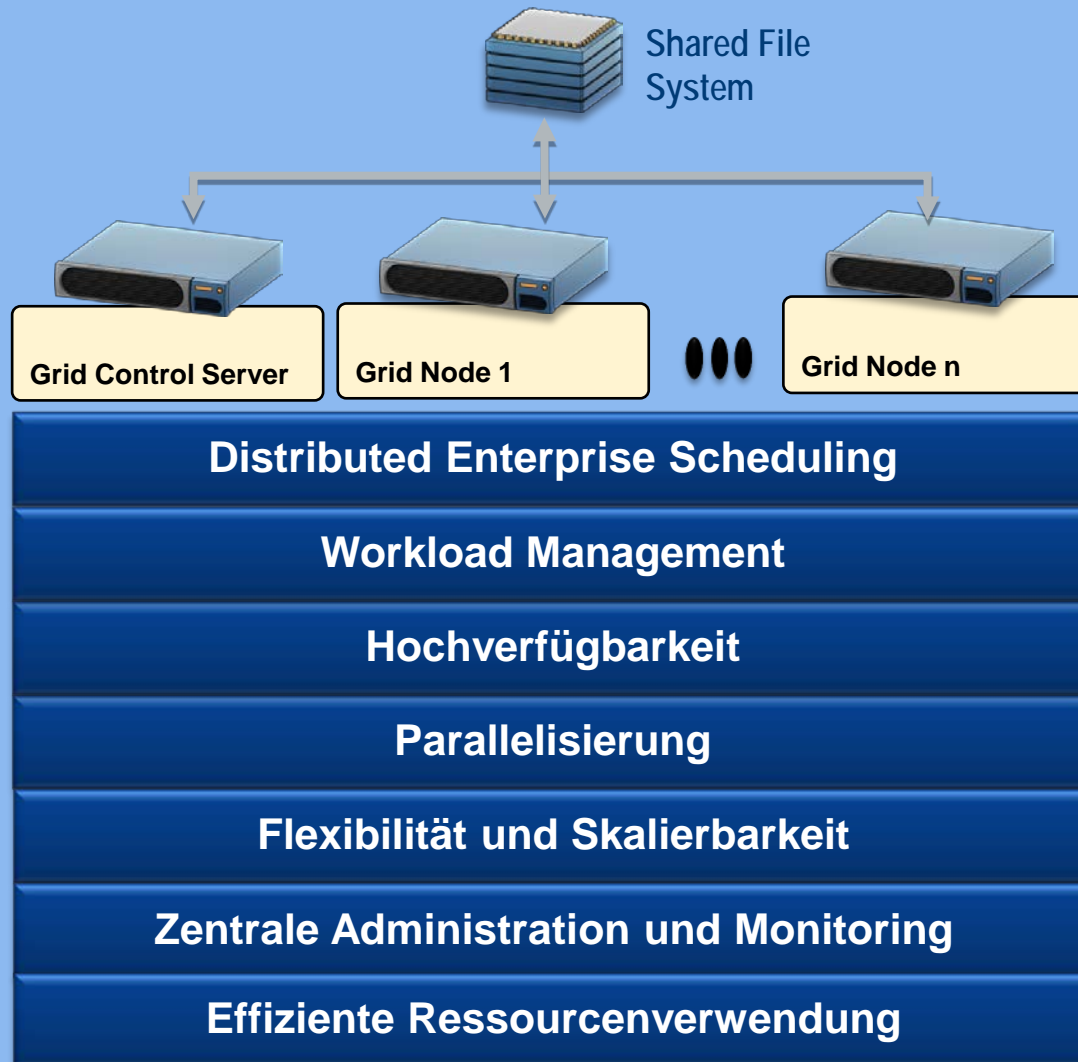 Shared File
System
Grid Control Server
Grid Node 1
Grid Node n
Distributed Enterprise Scheduling
Workload Management
Hochverfügbarkeit
Parallelisierung
Flexibilität und Skalierbarkeit
Zentrale Administration und Monitoring
Effiziente Ressourcenverwendung